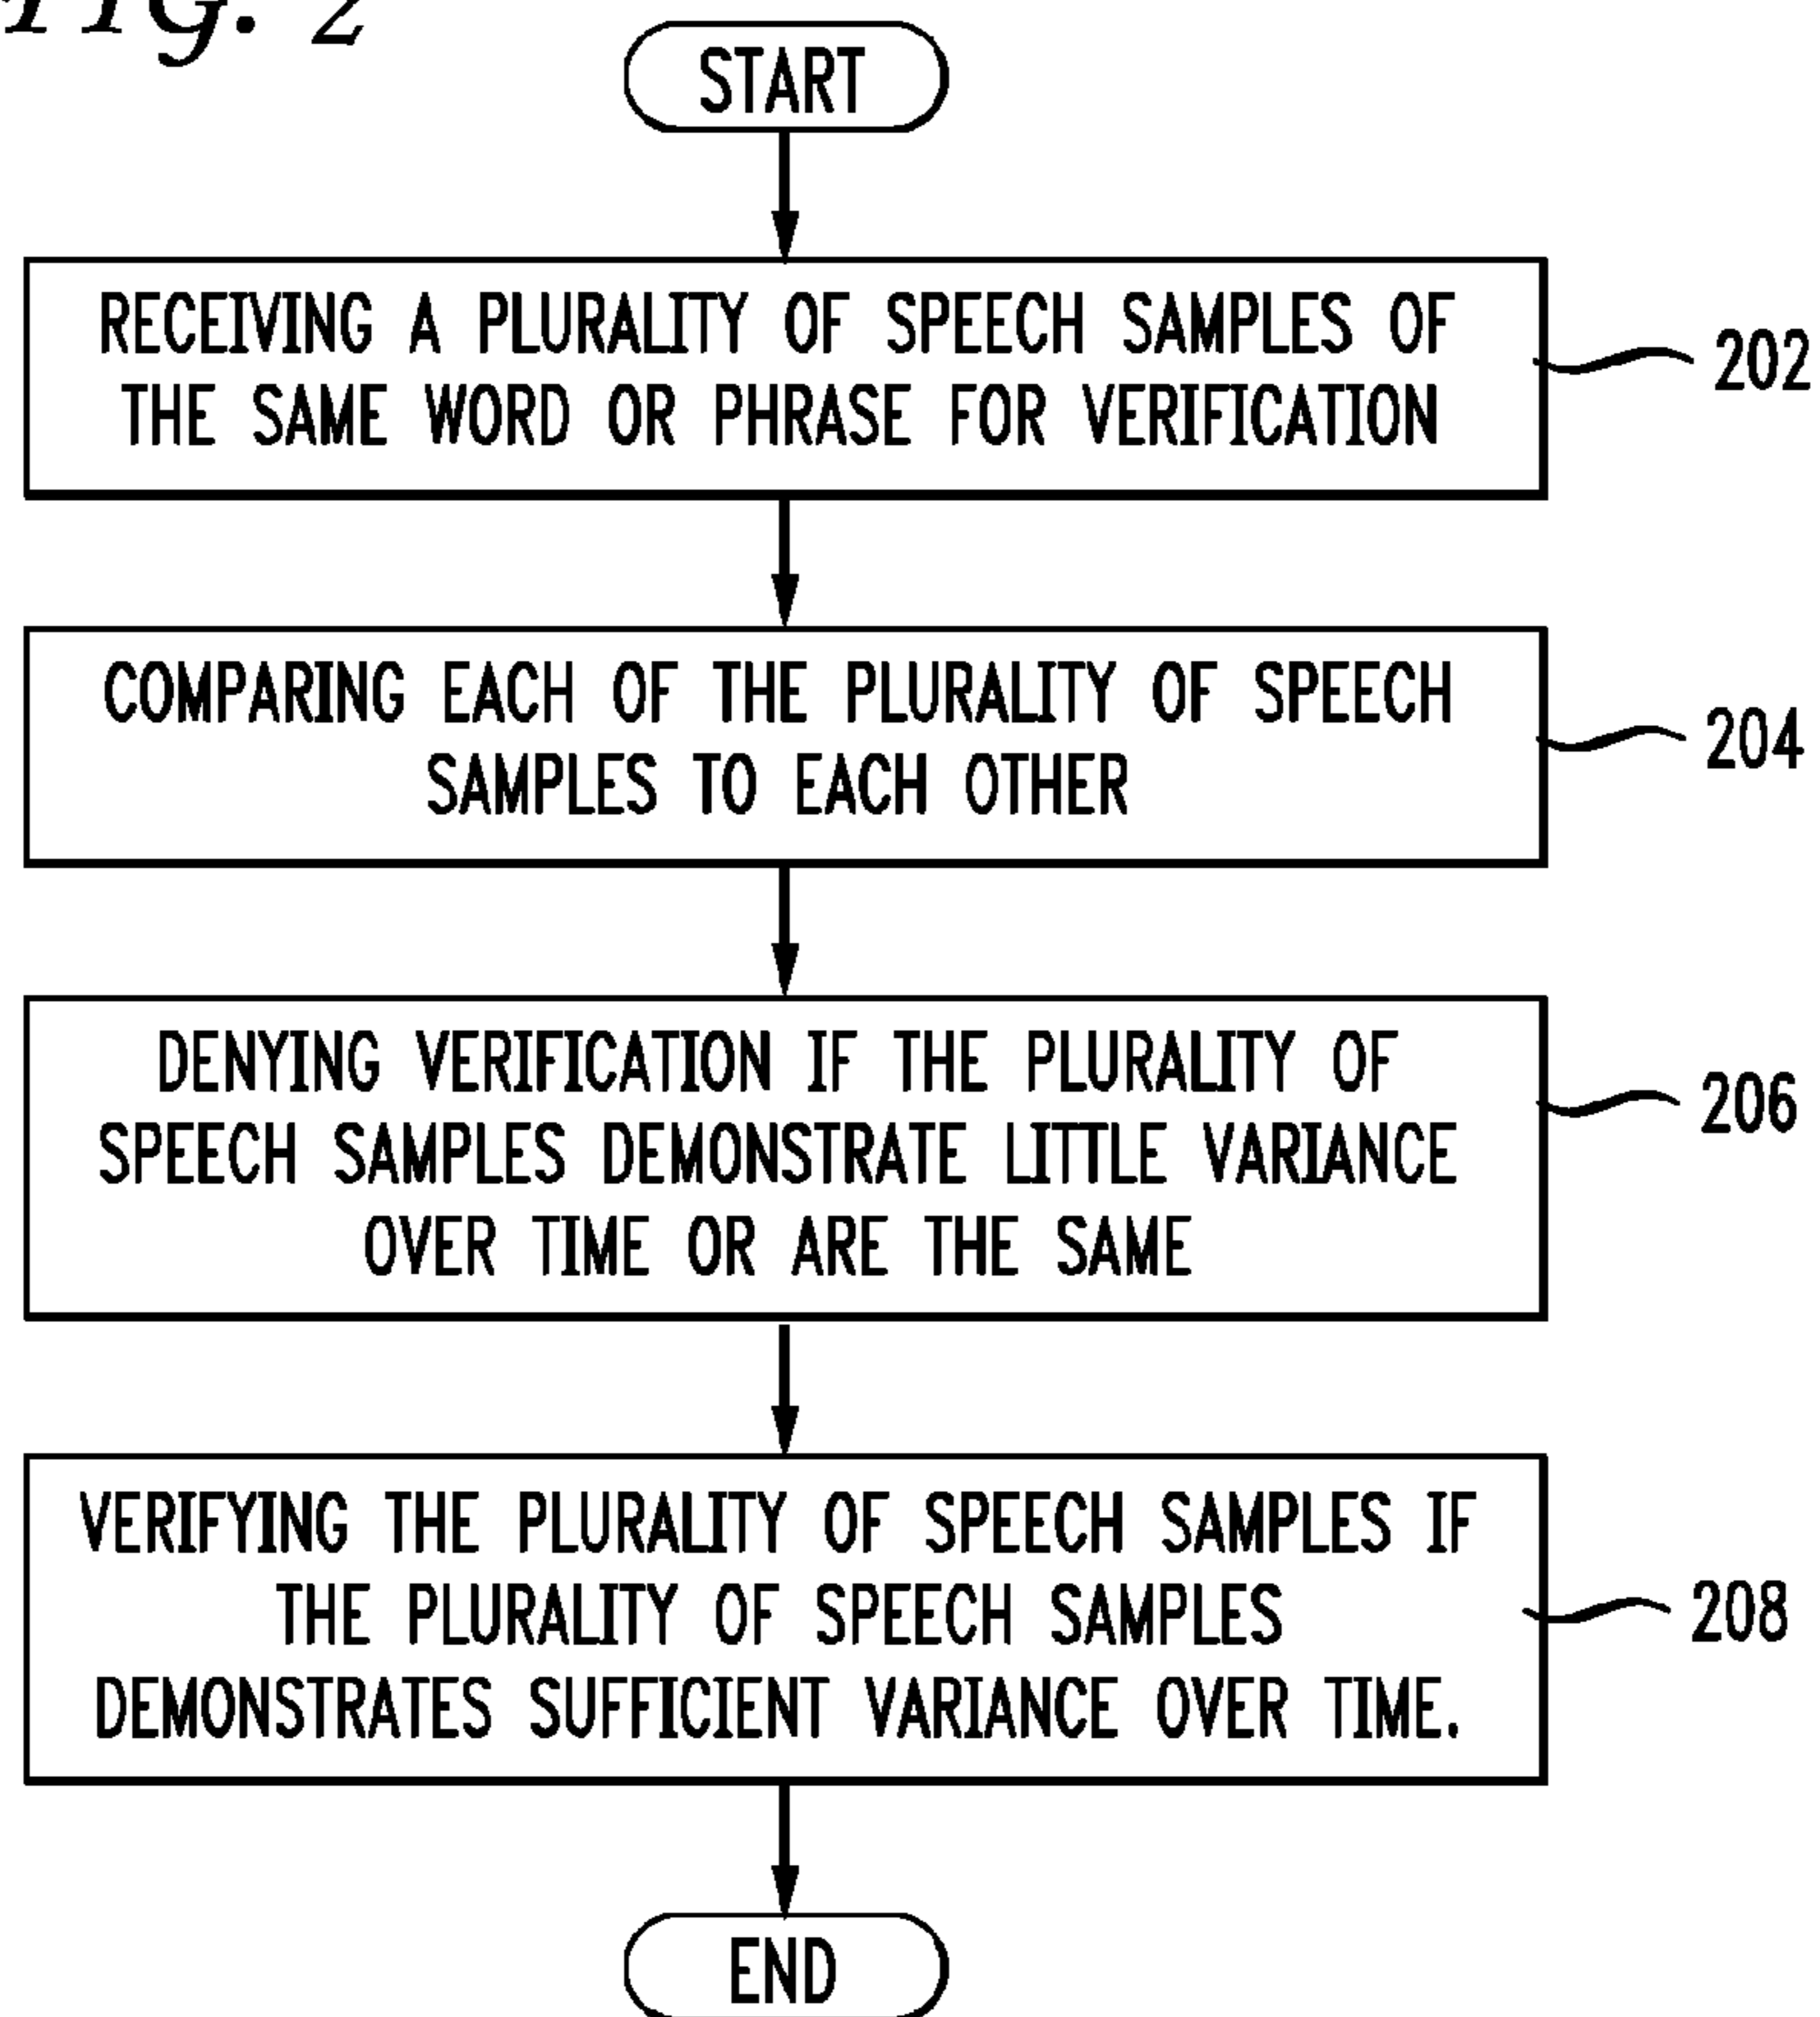 FIG. 2
START
RECEIVING A PLURALITY OF SPEECH SAMPLES OF
THE SAME WORD OR PHRASE FOR VERIFICATION
202
COMPARING EACH OF THE PLURALITY OF SPEECH
SAMPLES TO EACH OTHER
204
DENYING VERIFICATION IF THE PLURALITY OF
SPEECH SAMPLES DEMONSTRATE LITTLE VARIANCE
OVER TIME OR ARE THE SAME
206
VERIFYING THE PLURALITY OF SPEECH SAMPLES IF
THE PLURALITY OF SPEECH SAMPLES
DEMONSTRATES SUFFICIENT VARIANCE OVER TIME.
208
END